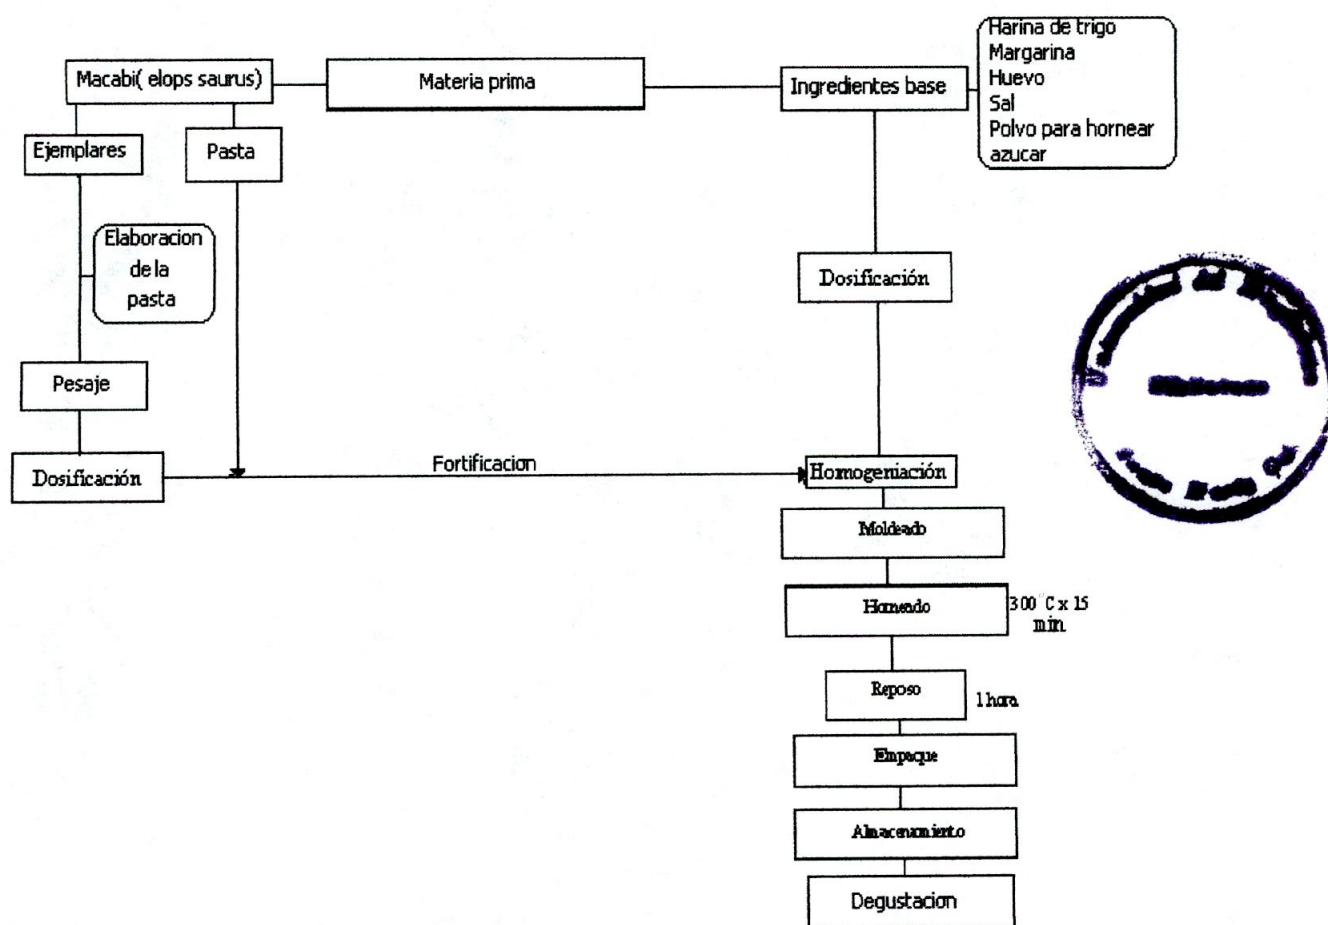 Harina de trigo
Margarina
Huevo
Sal
Polvo para hornear
azucar
Macabi( elops saurus)
Materia prima
Ingredientes base
Ejemplares
Pasta
Elaboracion
de la
pasta
Dosificación
Pesaje
Dosificación
Fortificacion
Homogeniación
Moldeado
Horneado
300 °C x 15
min
Reposo
1 hora
Empaque
Almacenamiento
Degustacion